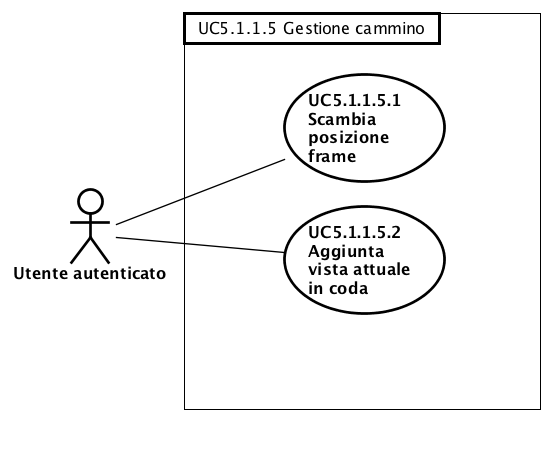 UC5.1.1.5 Gestione cammino
UC5.1.1.5.1
Scambia
posizione
frame
UC5.1.1.5.2
Aggiunta
vista attuale
in coda
Utente autenticato